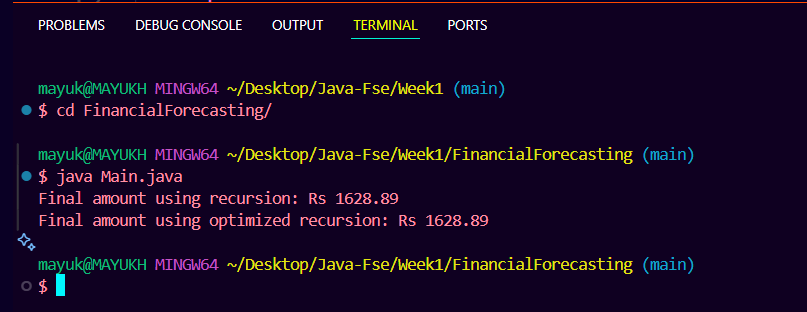 PROBLEMS DEBUG CONSOLE OUTPUT TERMINAL PORTS
mayuk@MAYUKH MINGW64 ~/Desktop/Java-Fse/Week1 (main)
$ cd FinancialForecasting/
mayuk@MAYUKH MINGW64 ~/Desktop/Java-Fse/Week1/FinancialForecasting (main)
$ java Main.java
Final amount using recursion: Rs 1628.89
Final amount using optimized recursion: Rs 1628.89
mayuk@MAYUKH MINGW64 ~/Desktop/Java-Fse/Week1/FinancialForecasting (main)
$